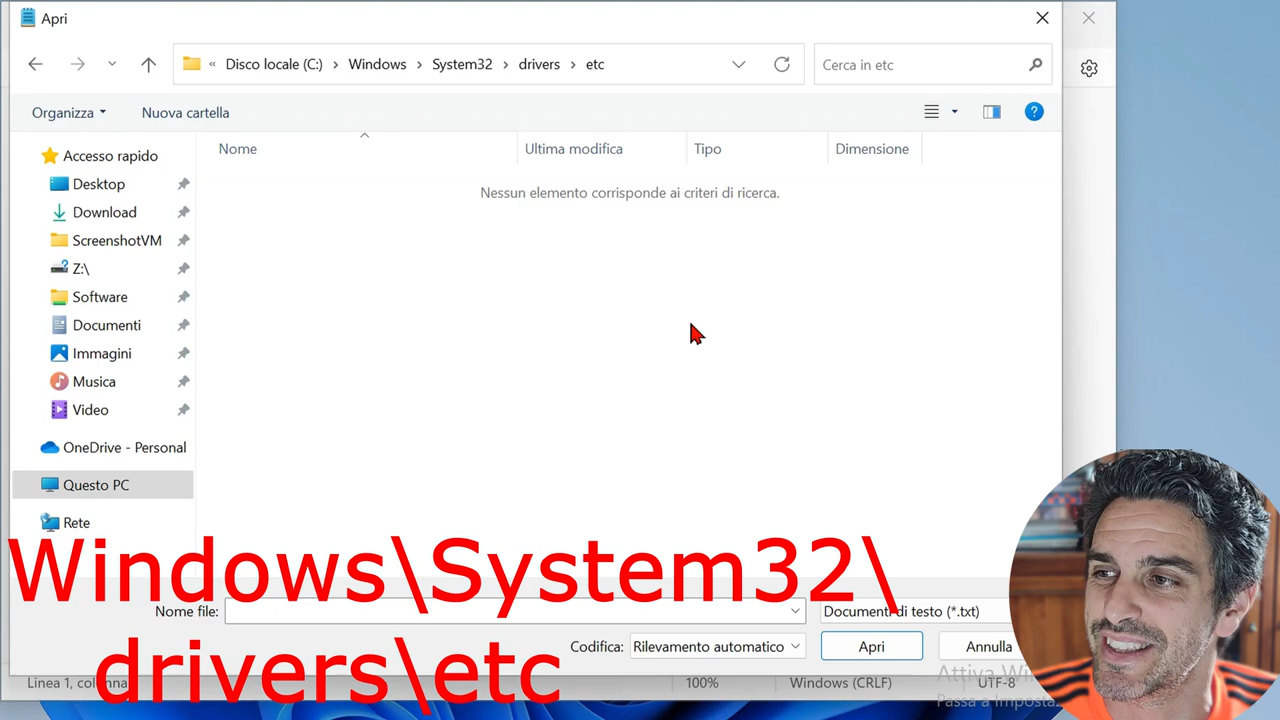 Apri
« Disco locale (C:) › Windows › System32 › drivers › etc
Cerca in etc
Organizza
Nuova cartella
Nome
Ultima modifica
Tipo
Dimensione
Nessun elemento corrisponde ai criteri di ricerca.
Accesso rapido
Desktop
Download
ScreenshotVM
Z:\
Software
Documenti
Immagini
Musica
Video
OneDrive - Personal
Questo PC
Rete
Windows\System32\
drivers\etc
Nome file:
Documenti di testo (*.txt)
Codifica:
Rilevamento automatico
Apri
Annulla
Linea 1,
100%
Windows (CRLF)
UTF-8
Attiva
Passa a